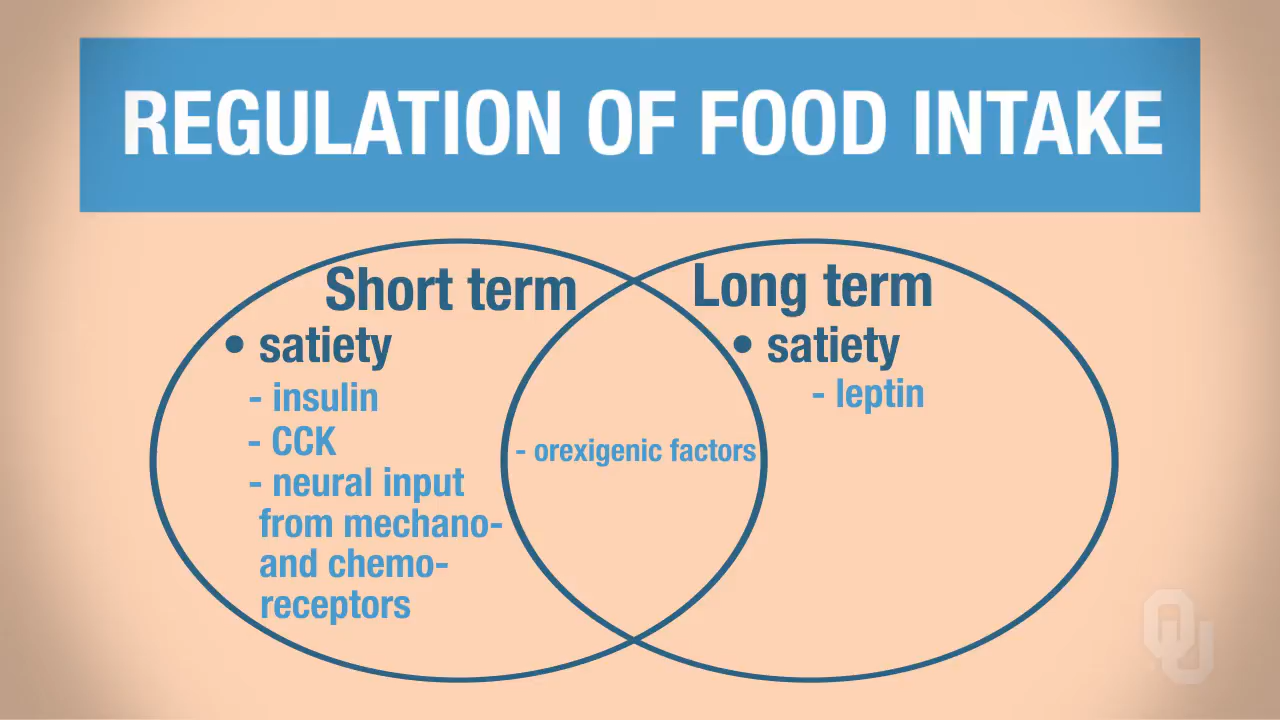 REGULATION OF FOOD INTAKE
Short term
• satiety
- insulin
- CCK
- neural input
from mechano-
and chemo-
receptors
- orexigenic factors
Long term
• satiety
- leptin
OU